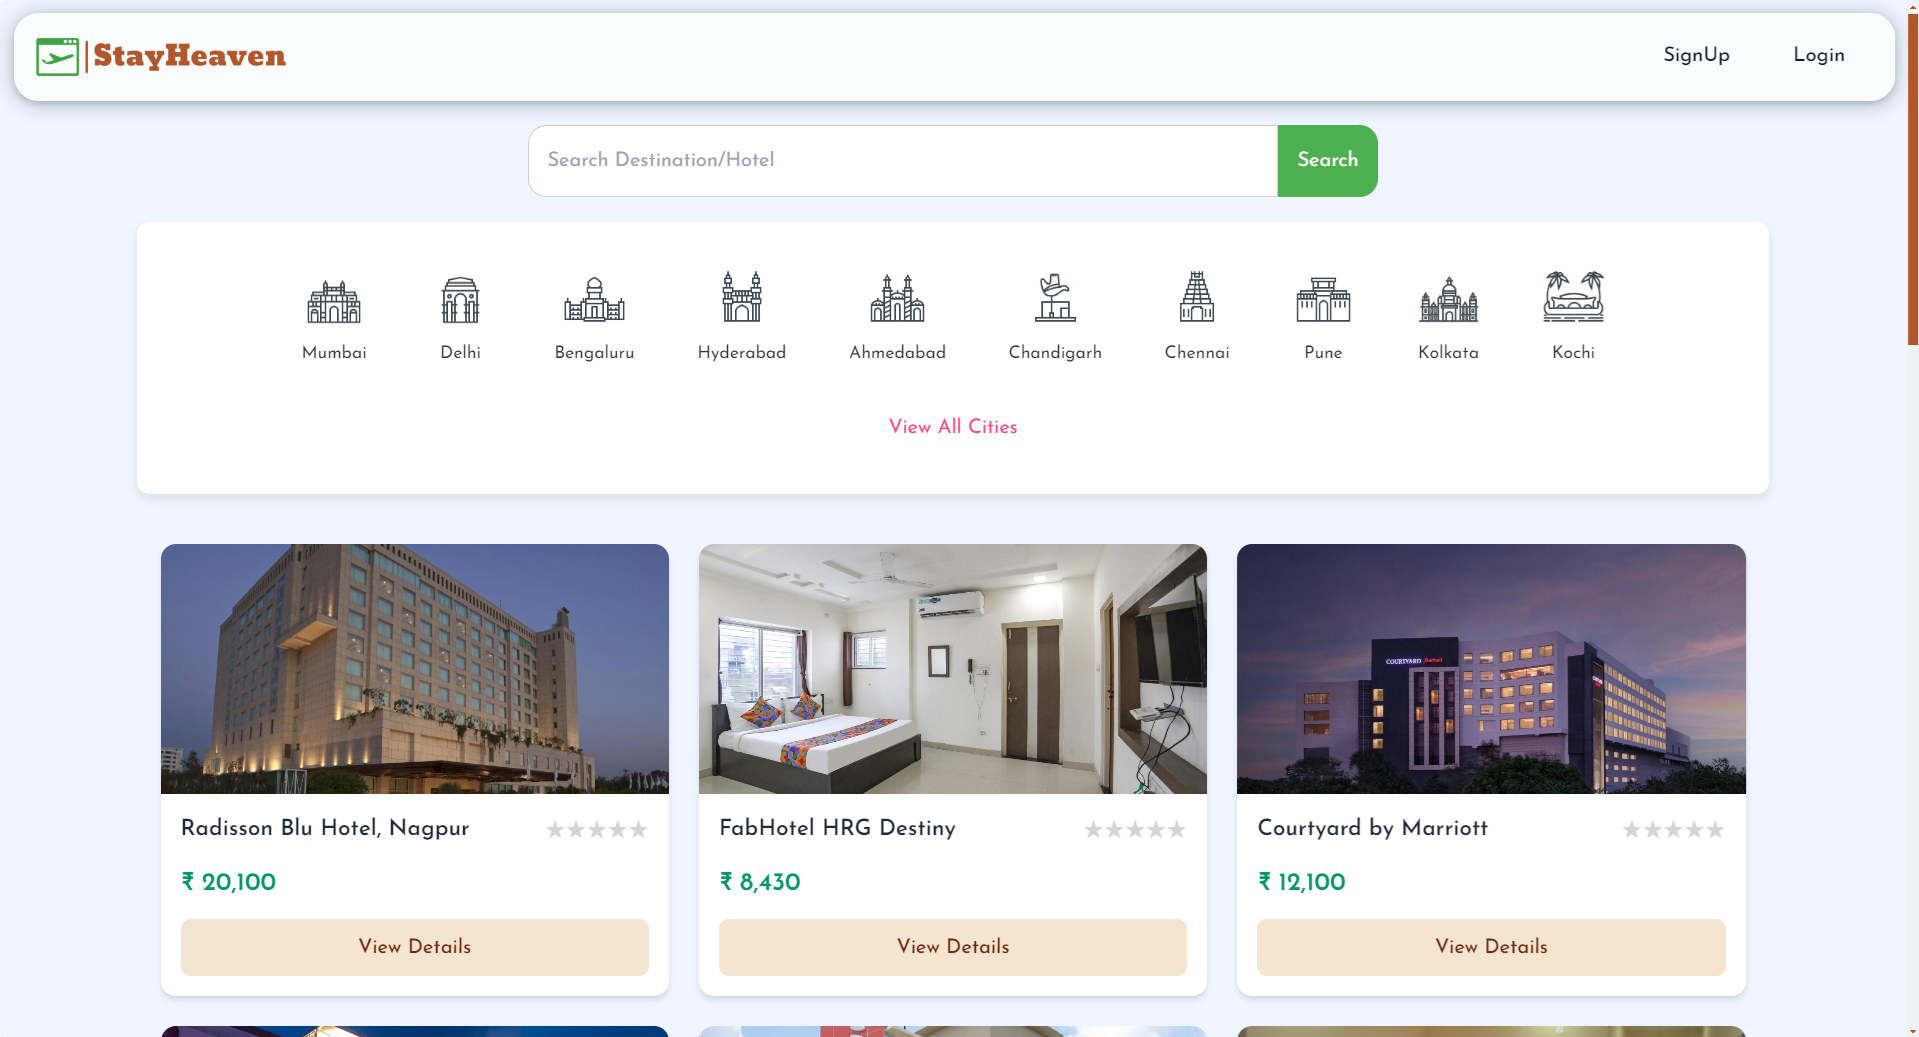 StayHeaven
SignUp
Login
Search Destination/Hotel
Search
Mumbai
Delhi
Bengaluru
Hyderabad
Ahmedabad
Chandigarh
Chennai
Pune
Kolkata
Kochi
View All Cities
COURTYARD Marriott
Radisson Blu Hotel, Nagpur
★★★★★
FabHotel HRG Destiny
★★★★★
Courtyard by Marriott
★★★★★
₹ 20,100
₹ 8,430
₹ 12,100
View Details
View Details
View Details